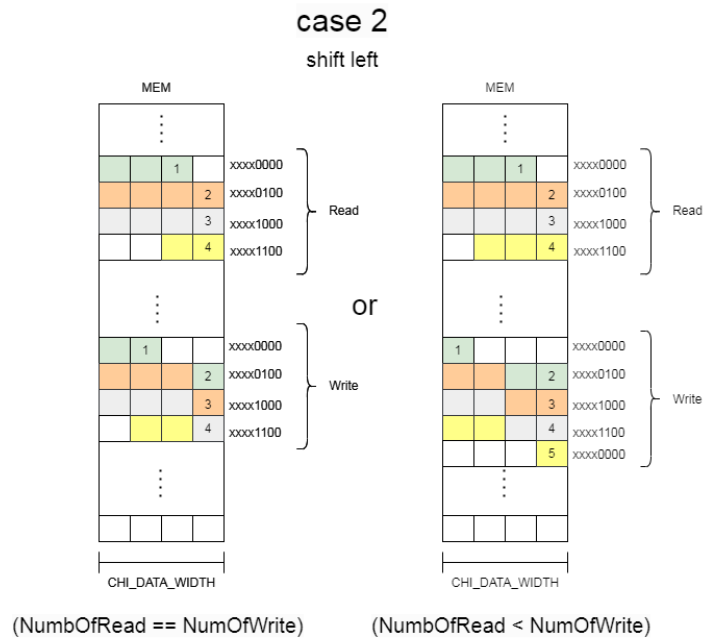 case 2
shift left
MEM
1 xxxx0000
2 xxxx0100
3 xxxx1000
4 xxxx1100
Read
1 xxxx0000
2 xxxx0100
3 xxxx1000
4 xxxx1100
Write
CHI_DATA_WIDTH
(NumbOfRead == NumOfWrite)
or
MEM
1 xxxx0000
2 xxxx0100
3 xxxx1000
4 xxxx1100
Read
1 xxxx0000
2 xxxx0100
3 xxxx1000
4 xxxx1100
5 xxxx0000
Write
CHI_DATA_WIDTH
(NumbOfRead < NumOfWrite)